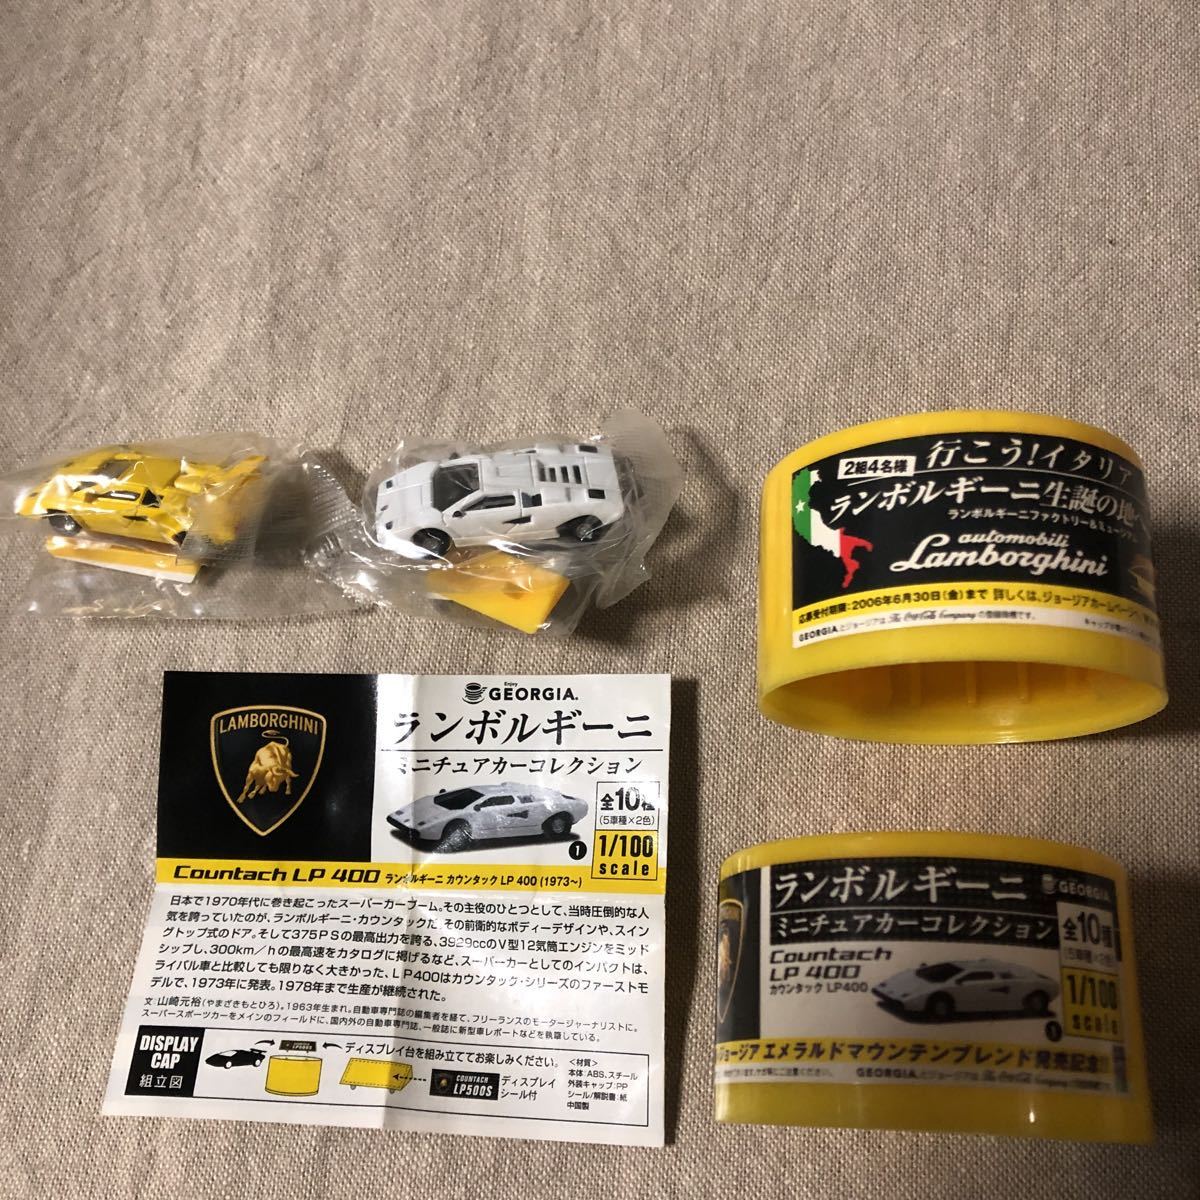 2組4名様
行こう!イタリア
ランボルギーニ生誕の地へ
ランボルギーニファクトリー&ミュー
automobili
Lamborghini
応募受付期間:2006年6月30日(金)まで 詳しくは、ジョージアホームページ
GEORGIA.とジョージアは The Coca-Cola Company の登録商標です。
LAMBORGHINI
Enjoy
GEORGIA.
ランボルギーニ
ミニチュアカーコレクション
全10種
(5車種×2色)
1/100
scale
1
Countach LP 400 ランボルギーニ カウンタック LP 400 (1973〜)
日本で1970年代に巻き起こったスーパーカーブーム。その主役のひとつとして、当時圧倒的な人
気を誇っていたのが、ランボルギーニ・カウンタックだ。その前衛的なボディーデザインや、スイン
グトップ式のドア。そして375PSの最高出力を誇る、3929ccのV型12気筒エンジンをミッド
シップし、300km/hの最高速をカタログに掲げるなど、スーパーカーとしてのインパクトは、
ライバル車と比較しても限りなく大きかった。LP400はカウンタック・シリーズのファーストモ
デルで、1973年に発表。1978年まで生産が継続された。
文:山崎元裕(やまざきもとひろ)。1963年生まれ。自動車専門誌の編集者を経て、フリーランスのモータージャーナリストに。
スーパースポーツカーをメインのフィールドに、国内外の自動車専門誌、一般誌に新型車レポートなどを執筆している。
DISPLAY
CAP
組立図
ディスプレイ台を組み立ててお楽しみください。
COUNTACH
LP500S
ディスプレイ
シール付
<材質>
本体:ABS、スチール
外装キャップ:PP
シール/解説書:紙
中国製
ランボルギーニ
GEORGIA
ミニチュアカーコレクション
全10種
(5車種×2色)
Countach
LP 400
カウンタック LP400
1/100
scale
1
ジョージア エメラルドマウンテンブレンド発売記念!